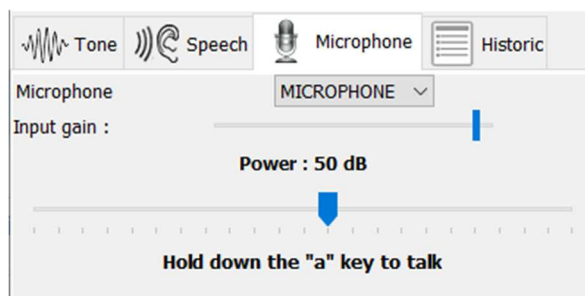 Tone Speech Microphone Historic
Microphone MICROPHONE
Input gain :
Power : 50 dB
Hold down the "a" key to talk